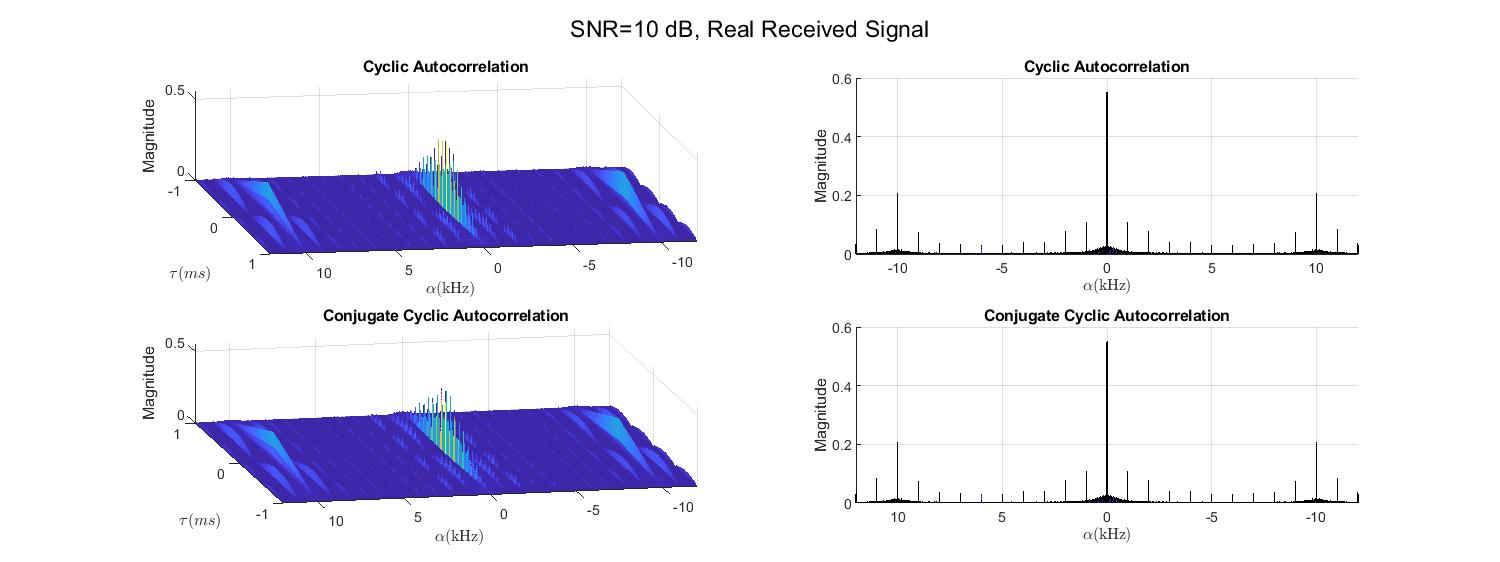 SNR=10 dB, Real Received Signal
Cyclic Autocorrelation
Magnitude
0.5
0
-1
0
1
τ(ms)
10
5
0
-5
-10
α(kHz)
Cyclic Autocorrelation
Magnitude
0.6
0.4
0.2
0
-10
-5
0
5
10
α(kHz)
Conjugate Cyclic Autocorrelation
Magnitude
0.5
0
1
0
-1
τ(ms)
10
5
0
-5
-10
α(kHz)
Conjugate Cyclic Autocorrelation
Magnitude
0.6
0.4
0.2
0
10
5
0
-5
-10
α(kHz)